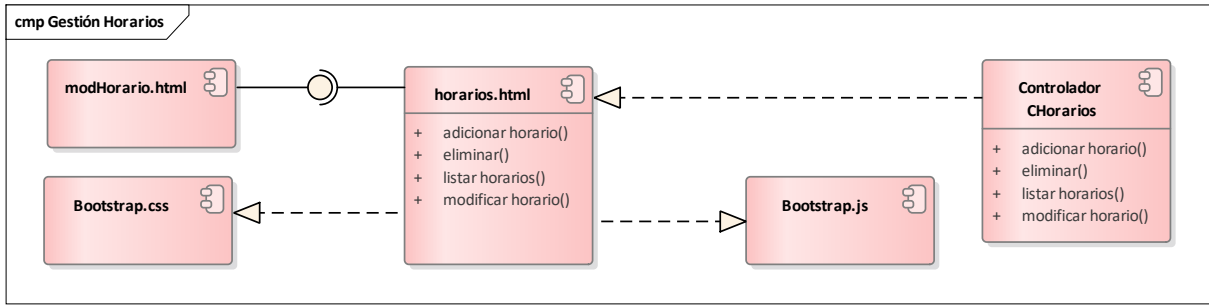 cmp Gestión Horarios
modHorario.html
horarios.html
+ adicionar horario()
+ eliminar()
+ listar horarios()
+ modificar horario()
Controlador
CHorarios
+ adicionar horario()
+ eliminar()
+ listar horarios()
+ modificar horario()
Bootstrap.css
Bootstrap.js